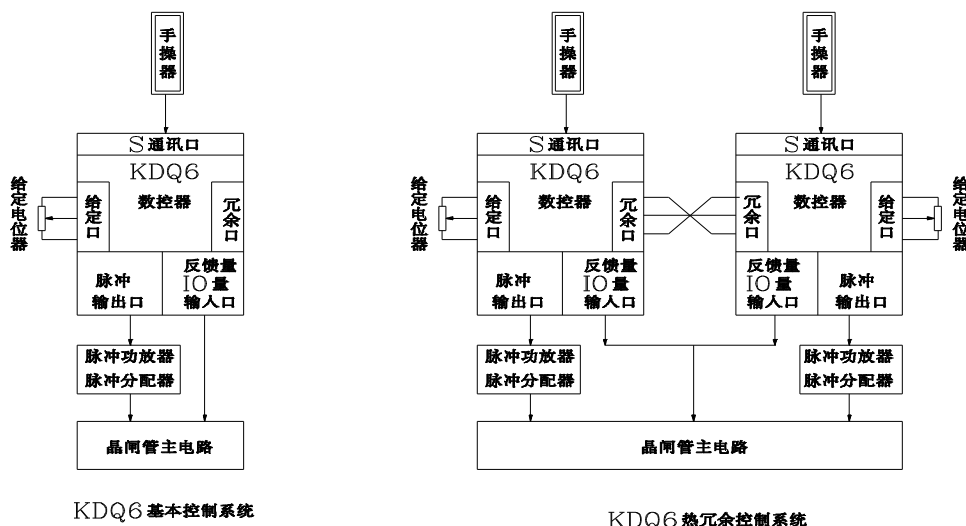 手操器
S通讯口
KDQ6
数控器
给定电位器
给定口
冗余口
脉冲
输出口
反馈量
IO量
输入口
脉冲功放器
脉冲分配器
晶闸管主电路
KDQ6基本控制系统
手操器
手操器
S通讯口
KDQ6
数控器
给定电位器
给定口
冗余口
脉冲
输出口
反馈量
IO量
输入口
S通讯口
KDQ6
数控器
冗余口
给定口
给定电位器
反馈量
IO量
输入口
脉冲
输出口
脉冲功放器
脉冲分配器
脉冲功放器
脉冲分配器
晶闸管主电路
KDQ6热冗余控制系统